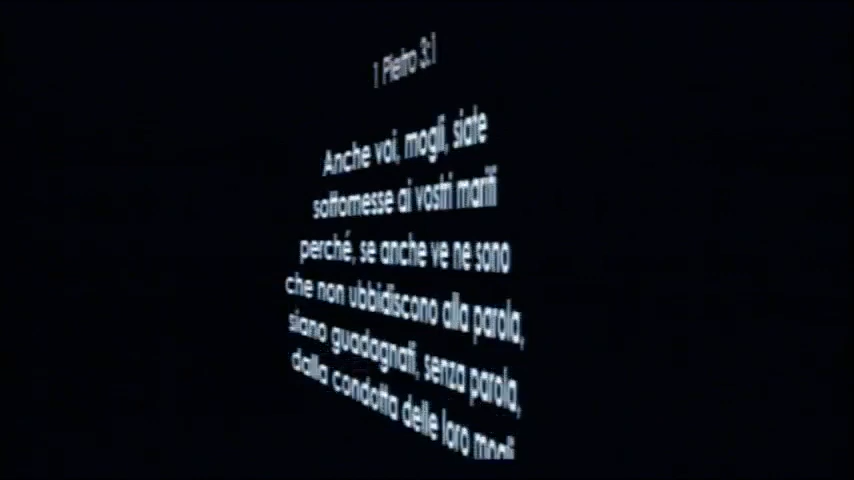 1 Pietro 3:1
Anche voi, mogli, siate
sottomesse ai vostri mariti
perché, se anche ve ne sono
che non ubbidiscono alla parola,
siano guadagnati, senza parola,
dalla condotta delle loro mogli